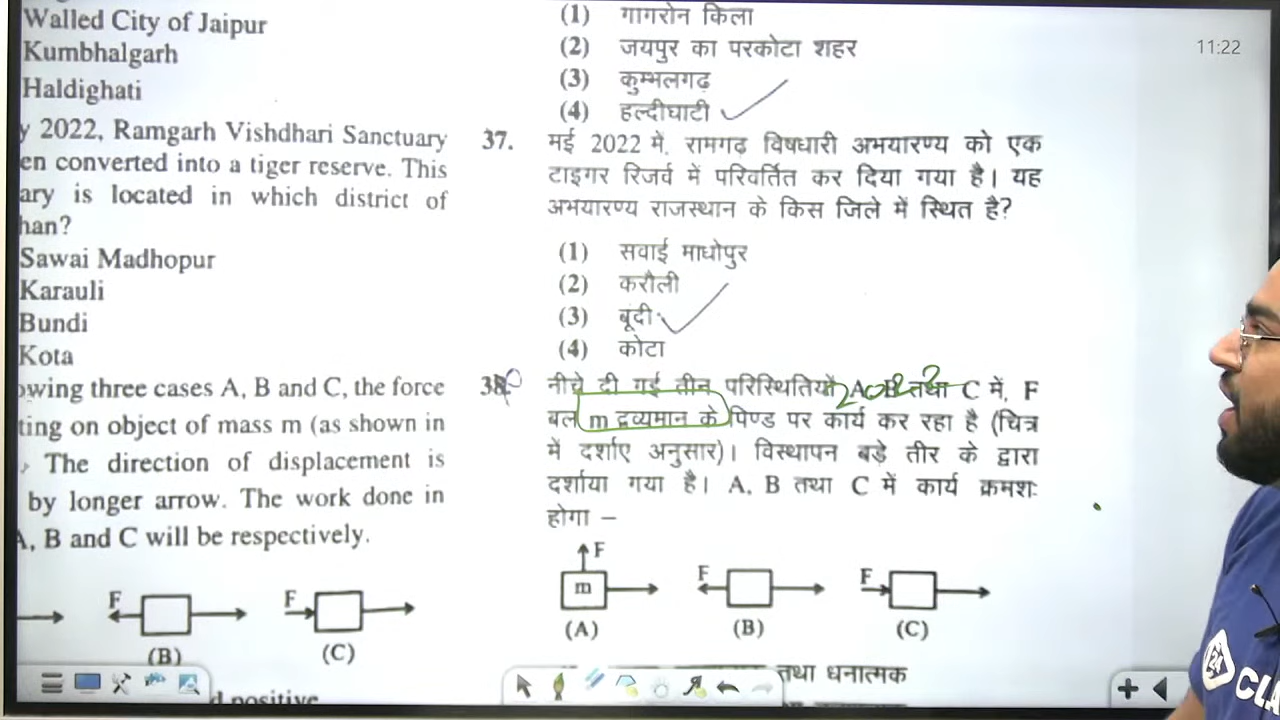 Walled City of Jaipur
Kumbhalgarh
Haldighati
y 2022, Ramgarh Vishdhari Sanctuary
en converted into a tiger reserve. This
ary is located in which district of
han?
Sawai Madhopur
Karauli
Bundi
Kota
owing three cases A, B and C, the force
ting on object of mass m (as shown in
. The direction of displacement is
by longer arrow. The work done in
A, B and C will be respectively.
F F
(B) (C)
d positive
(1) गागरोन किला
(2) जयपुर का परकोटा शहर
(3) कुम्भलगढ़
(4) हल्दीघाटी
37. मई 2022 में, रामगढ़ विषधारी अभयारण्य को एक
टाइगर रिजर्व में परिवर्तित कर दिया गया है। यह
अभयारण्य राजस्थान के किस जिले में स्थित है?
(1) सवाई माधोपुर
(2) करौली
(3) बूंदी
(4) कोटा
38. नीचे दी गई तीन परिस्थितियों A, B तथा C में, F
2022
बल m द्रव्यमान के पिण्ड पर कार्य कर रहा है (चित्र
में दर्शाए अनुसार)। विस्थापन बड़े तीर के द्वारा
दर्शाया गया है। A, B तथा C में कार्य क्रमशः
होगा –
F F F
m
(A) (B) (C)
तथा धनात्मक
11:22
24
CL